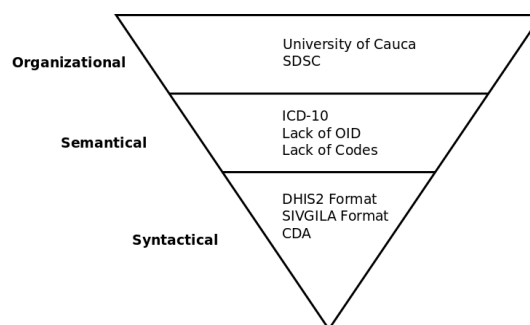 University of Cauca
SDSC
Organizational
ICD-10
Lack of OID
Lack of Codes
Semantical
DHIS2 Format
SIVGILA Format
CDA
Syntactical